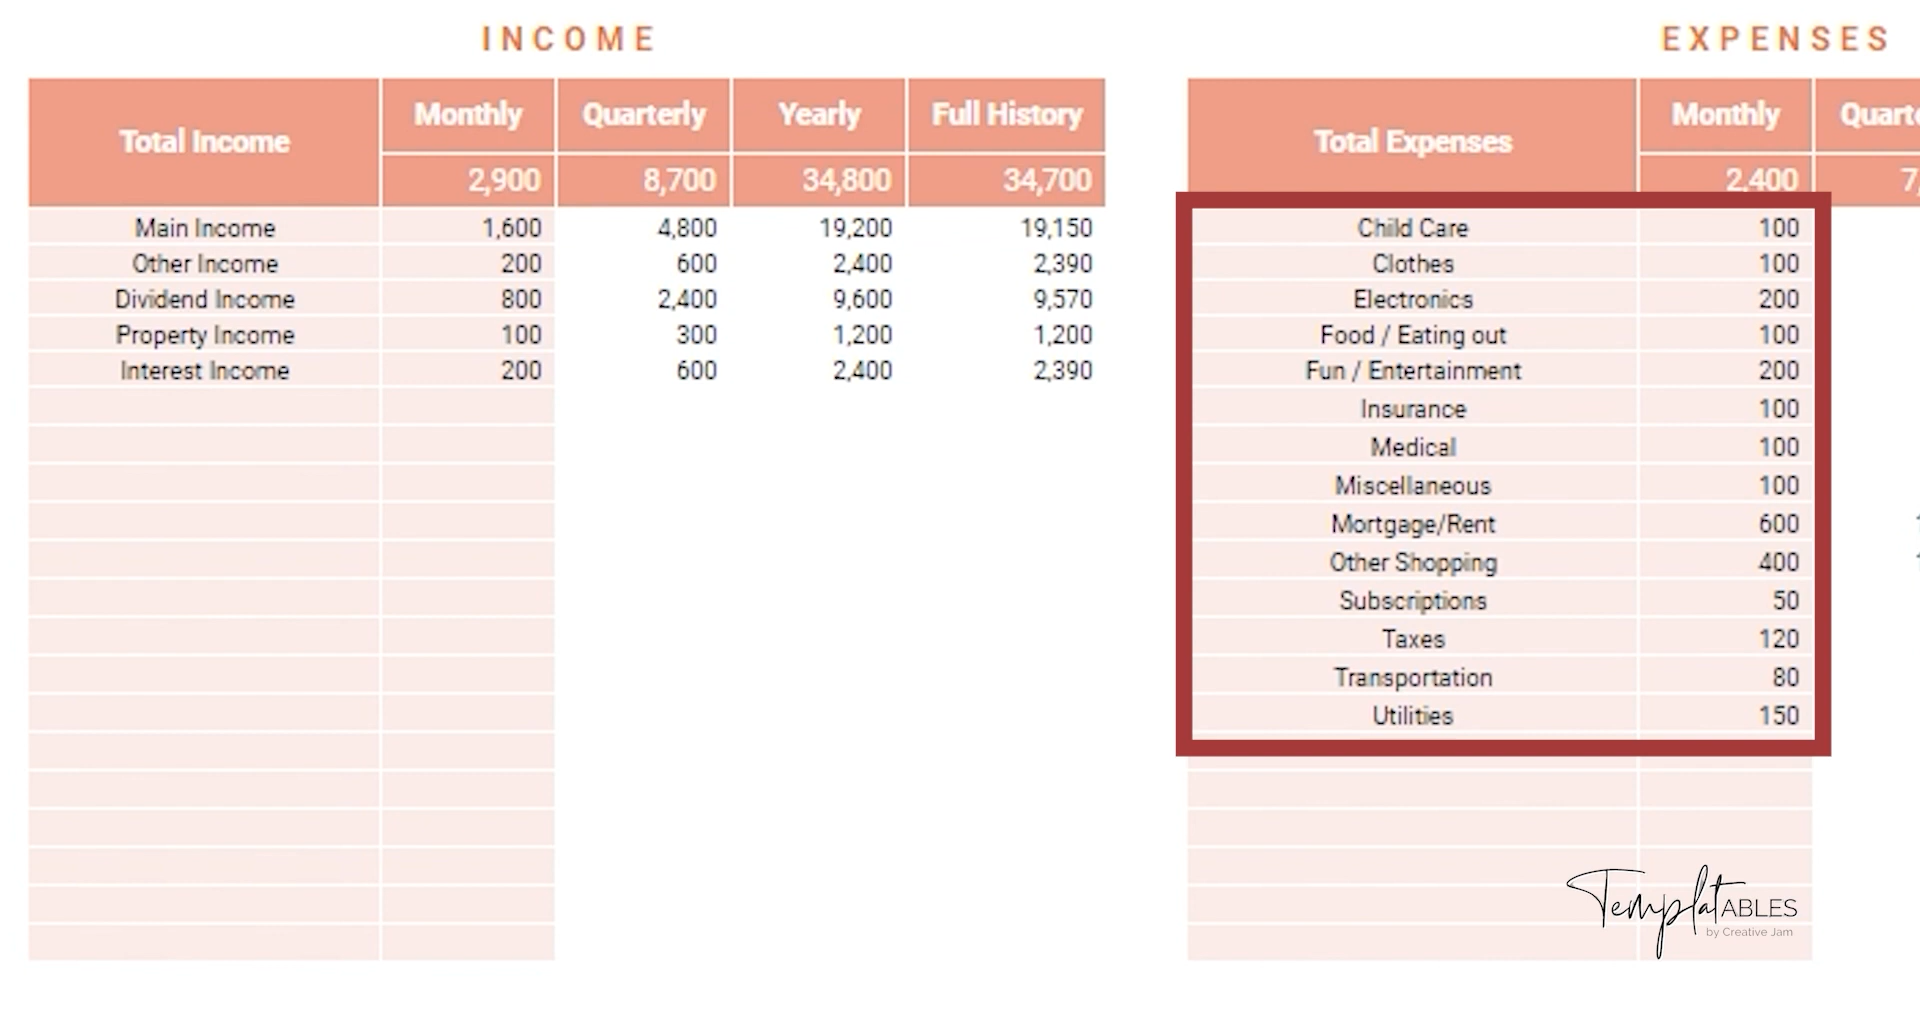 INCOME
Total Income Monthly Quarterly Yearly Full History
2,900 8,700 34,800 34,700
Main Income 1,600 4,800 19,200 19,150
Other Income 200 600 2,400 2,390
Dividend Income 800 2,400 9,600 9,570
Property Income 100 300 1,200 1,200
Interest Income 200 600 2,400 2,390
EXPENSES
Total Expenses Monthly
2,400
Child Care 100
Clothes 100
Electronics 200
Food / Eating out 100
Fun / Entertainment 200
Insurance 100
Medical 100
Miscellaneous 100
Mortgage/Rent 600
Other Shopping 400
Subscriptions 50
Taxes 120
Transportation 80
Utilities 150
TemplatABLES
by Creative Jam